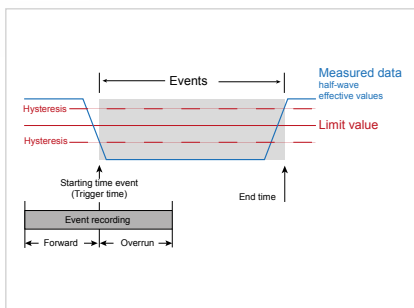 Events
Measured data
half-wave
effective values
Hysteresis
Limit value
Hysteresis
Starting time event
(Trigger time)
End time
Event recording
Forward
Overrun